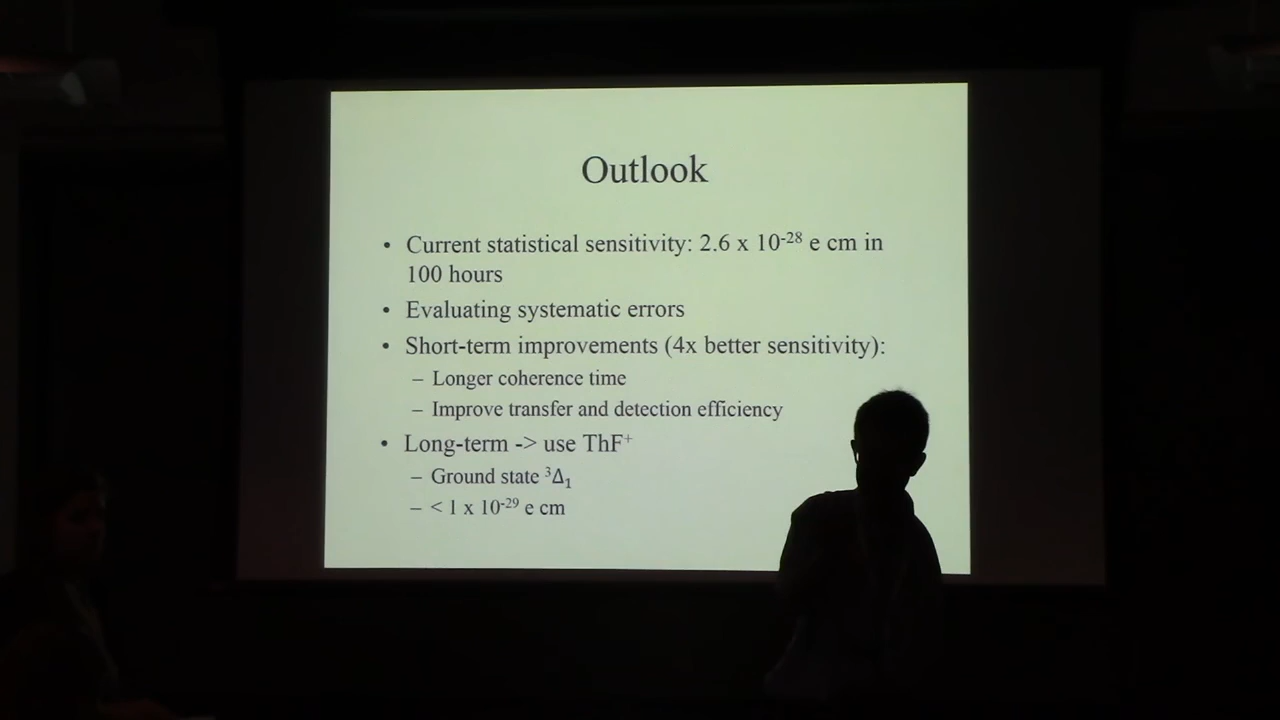 Outlook
• Current statistical sensitivity: 2.6 x 10⁻²⁸ e cm in
100 hours
• Evaluating systematic errors
• Short-term improvements (4x better sensitivity):
– Longer coherence time
– Improve transfer and detection efficiency
• Long-term -> use ThF⁺
– Ground state ³Δ₁
– < 1 x 10⁻²⁹ e cm